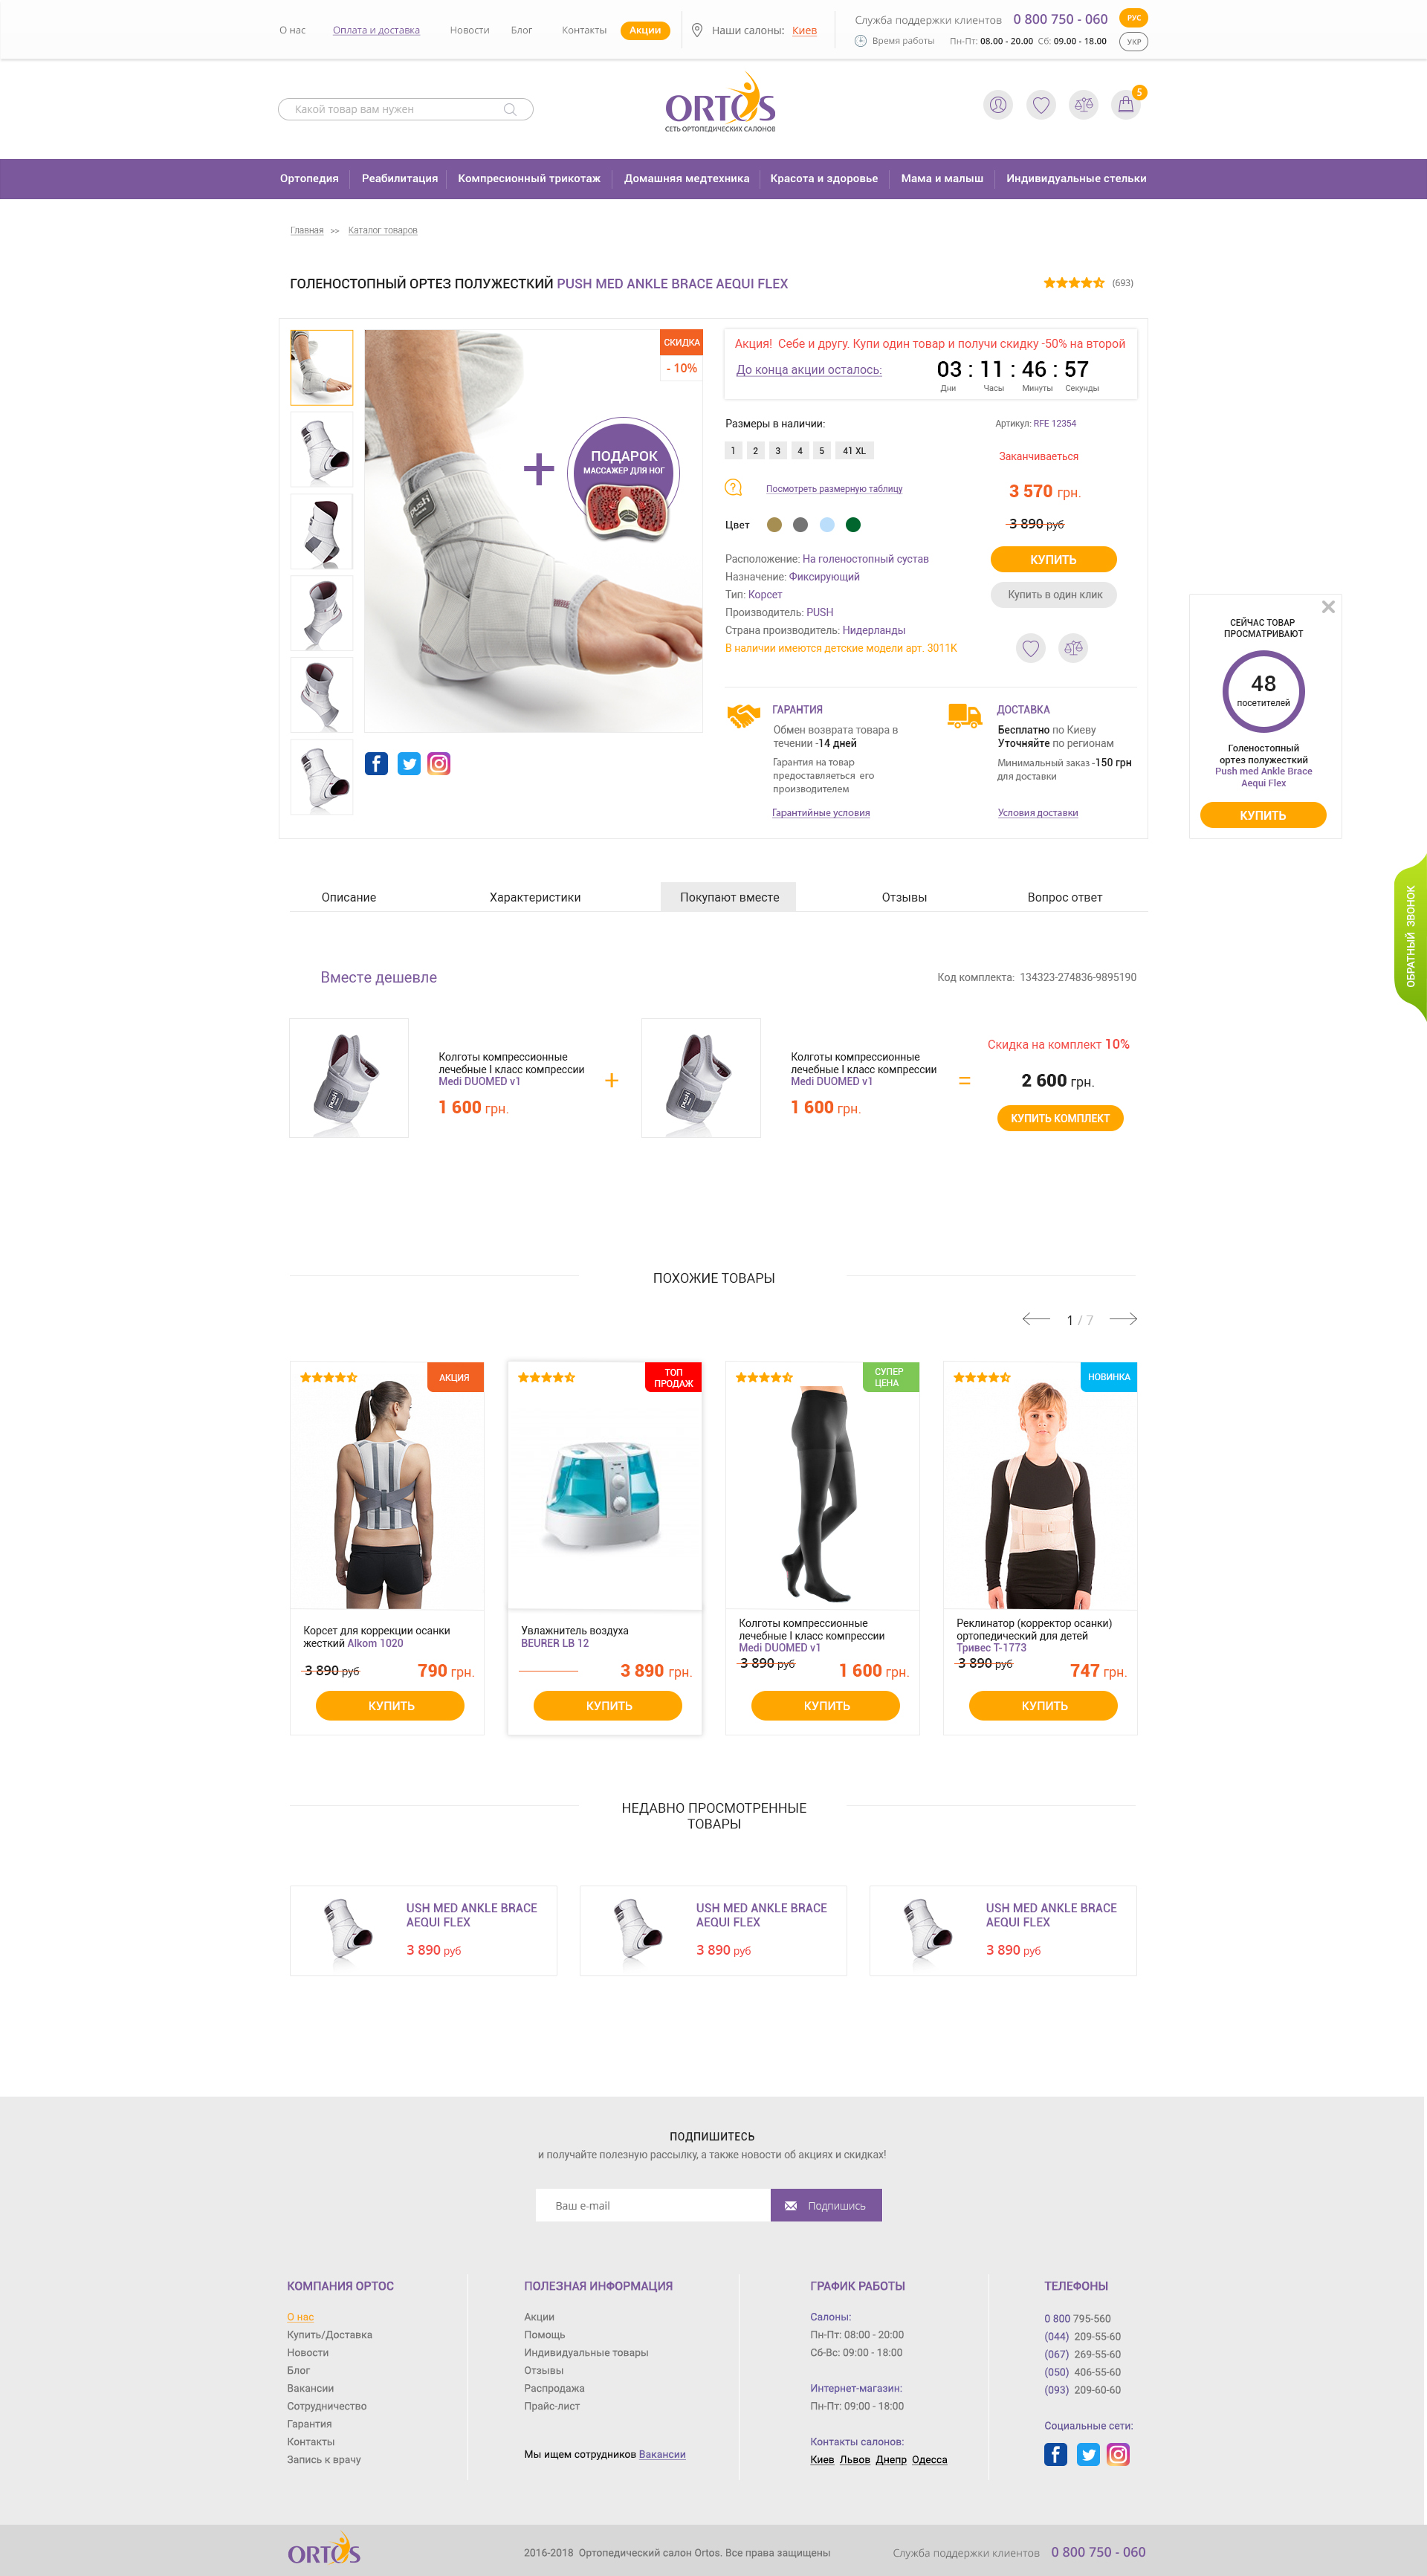 О нас Оплата и доставка Новости Блог Контакты Акции Наши салоны: Киев
Служба поддержки клиентов 0 800 750 - 060 РУС
Время работы Пн-Пт: 08.00 - 20.00 Сб: 09.00 - 18.00 УКР
Какой товар вам нужен
ORTOS
СЕТЬ ОРТОПЕДИЧЕСКИХ САЛОНОВ
5
Ортопедия Реабилитация Компресионный трикотаж Домашняя медтехника Красота и здоровье Мама и малыш Индивидуальные стельки
Главная >> Каталог товаров
ГОЛЕНОСТОПНЫЙ ОРТЕЗ ПОЛУЖЕСТКИЙ PUSH MED ANKLE BRACE AEQUI FLEX
(693)
СКИДКА
- 10%
+
ПОДАРОК
МАССАЖЕР ДЛЯ НОГ
push
Акция! Себе и другу. Купи один товар и получи скидку -50% на второй
До конца акции осталось: 03 : 11 : 46 : 57
Дни Часы Минуты Секунды
Размеры в наличии:
1 2 3 4 5 41 XL
Посмотреть размерную таблицу
Цвет
Расположение: На голеностопный сустав
Назначение: Фиксирующий
Тип: Корсет
Производитель: PUSH
Страна производитель: Нидерланды
В наличии имеются детские модели арт. 3011К
Артикул: RFE 12354
Заканчиваеться
3 570 грн.
3 890 руб
КУПИТЬ
Купить в один клик
ГАРАНТИЯ
Обмен возврата товара в
течении -14 дней
Гарантия на товар
предоставляеться его
производителем
Гарантийные условия
ДОСТАВКА
Бесплатно по Киеву
Уточняйте по регионам
Минимальный заказ -150 грн
для доставки
Условия доставки
СЕЙЧАС ТОВАР
ПРОСМАТРИВАЮТ
48
посетителей
Голеностопный
ортез полужесткий
Push med Ankle Brace
Aequi Flex
КУПИТЬ
ОБРАТНЫЙ ЗВОНОК
Описание Характеристики Покупают вместе Отзывы Вопрос ответ
Вместе дешевле
Код комплекта: 134323-274836-9895190
Колготы компрессионные
лечебные I класс компрессии
Medi DUOMED v1
1 600 грн.
+
Колготы компрессионные
лечебные I класс компрессии
Medi DUOMED v1
1 600 грн.
=
Скидка на комплект 10%
2 600 грн.
КУПИТЬ КОМПЛЕКТ
ПОХОЖИЕ ТОВАРЫ
1 / 7
АКЦИЯ
Корсет для коррекции осанки
жесткий Alkom 1020
3 890 руб 790 грн.
КУПИТЬ
ТОП
ПРОДАЖ
Увлажнитель воздуха
BEURER LB 12
3 890 грн.
КУПИТЬ
СУПЕР
ЦЕНА
Колготы компрессионные
лечебные I класс компрессии
Medi DUOMED v1
3 890 руб 1 600 грн.
КУПИТЬ
НОВИНКА
Реклинатор (корректор осанки)
ортопедический для детей
Тривес Т-1773
3 890 руб 747 грн.
КУПИТЬ
НЕДАВНО ПРОСМОТРЕННЫЕ
ТОВАРЫ
USH MED ANKLE BRACE
AEQUI FLEX
3 890 руб
USH MED ANKLE BRACE
AEQUI FLEX
3 890 руб
USH MED ANKLE BRACE
AEQUI FLEX
3 890 руб
ПОДПИШИТЕСЬ
и получайте полезную рассылку, а также новости об акциях и скидках!
Ваш e-mail Подпишись
КОМПАНИЯ ОРТОС
О нас
Купить/Доставка
Новости
Блог
Вакансии
Сотрудничество
Гарантия
Контакты
Запись к врачу
ПОЛЕЗНАЯ ИНФОРМАЦИЯ
Акции
Помощь
Индивидуальные товары
Отзывы
Распродажа
Прайс-лист
Мы ищем сотрудников Вакансии
ГРАФИК РАБОТЫ
Салоны:
Пн-Пт: 08:00 - 20:00
Сб-Вс: 09:00 - 18:00
Интернет-магазин:
Пн-Пт: 09:00 - 18:00
Контакты салонов:
Киев Львов Днепр Одесса
ТЕЛЕФОНЫ
0 800 795-560
(044) 209-55-60
(067) 269-55-60
(050) 406-55-60
(093) 209-60-60
Социальные сети:
ORTOS
2016-2018 Ортопедический салон Ortos. Все права защищены
Служба поддержки клиентов 0 800 750 - 060